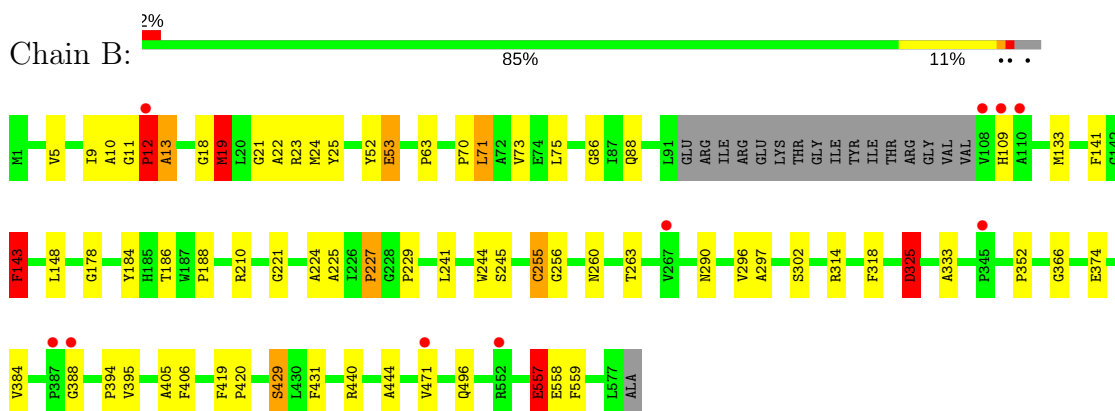 2%
Chain B:
85% 11% •• •
M1 V5 I9 A10 G11 P12 A13 G18 M19 L20 G21 A22 R23 M24 Y25 Y52 E53 P63 P70 L71 A72 V73 E74 L75 G86 I87 Q88 L91 GLU ARG ILE ARG GLU LYS THR GLY ILE TYR ILE THR ARG GLY VAL VAL V108 H109 A110 M133 F141 G142
F143 L148 G178 Y184 H185 T186 W187 P188 R210 G221 A224 A225 I226 P227 G228 P229 L241 W244 S245 C255 G256 N260 T263 V267 N290 V296 A297 S302 R314 F318 D325 A333 P345 P352 G366 E374
V384 P387 G388 P394 V395 A405 F406 F419 P420 S429 L430 F431 R440 A444 V471 Q496 R552 E557 E558 F559 L577 ALA